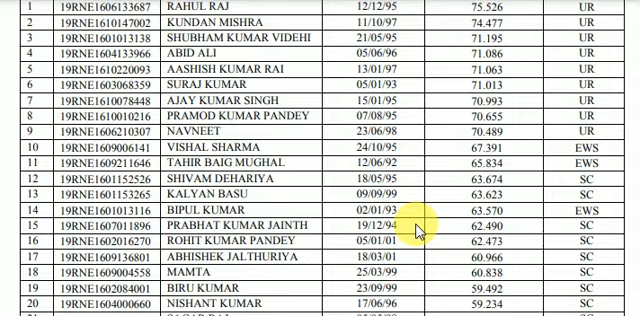 1 19RNE1606133687 RAHUL RAJ 12/12/95 75.526 UR
2 19RNE1610147002 KUNDAN MISHRA 11/10/97 74.477 UR
3 19RNE1601013138 SHUBHAM KUMAR VIDEHI 21/05/95 71.195 UR
4 19RNE1604133966 ABID ALI 05/06/96 71.086 UR
5 19RNE1610220093 AASHISH KUMAR RAI 13/01/97 71.063 UR
6 19RNE1603068359 SURAJ KUMAR 05/01/93 71.013 UR
7 19RNE1610078448 AJAY KUMAR SINGH 15/01/95 70.993 UR
8 19RNE1610010216 PRAMOD KUMAR PANDEY 07/08/95 70.655 UR
9 19RNE1606210307 NAVNEET 23/06/98 70.489 UR
10 19RNE1609006141 VISHAL SHARMA 24/10/95 67.391 EWS
11 19RNE1609211646 TAHIR BAIG MUGHAL 12/06/92 65.834 EWS
12 19RNE1601152526 SHIVAM DEHARIYA 18/05/95 63.674 SC
13 19RNE1601153265 KALYAN BASU 09/09/99 63.623 SC
14 19RNE1601013116 BIPUL KUMAR 02/01/93 63.570 EWS
15 19RNE1607011896 PRABHAT KUMAR JAINTH 19/12/94 62.490 SC
16 19RNE1602016270 ROHIT KUMAR PANDEY 05/01/01 62.473 SC
17 19RNE1609136801 ABHISHEK JALTHURIYA 18/03/01 60.966 SC
18 19RNE1609004558 MAMTA 25/03/99 60.838 SC
19 19RNE1602084001 BIRU KUMAR 23/09/99 59.492 SC
20 19RNE1604000660 NISHANT KUMAR 17/06/96 59.234 SC